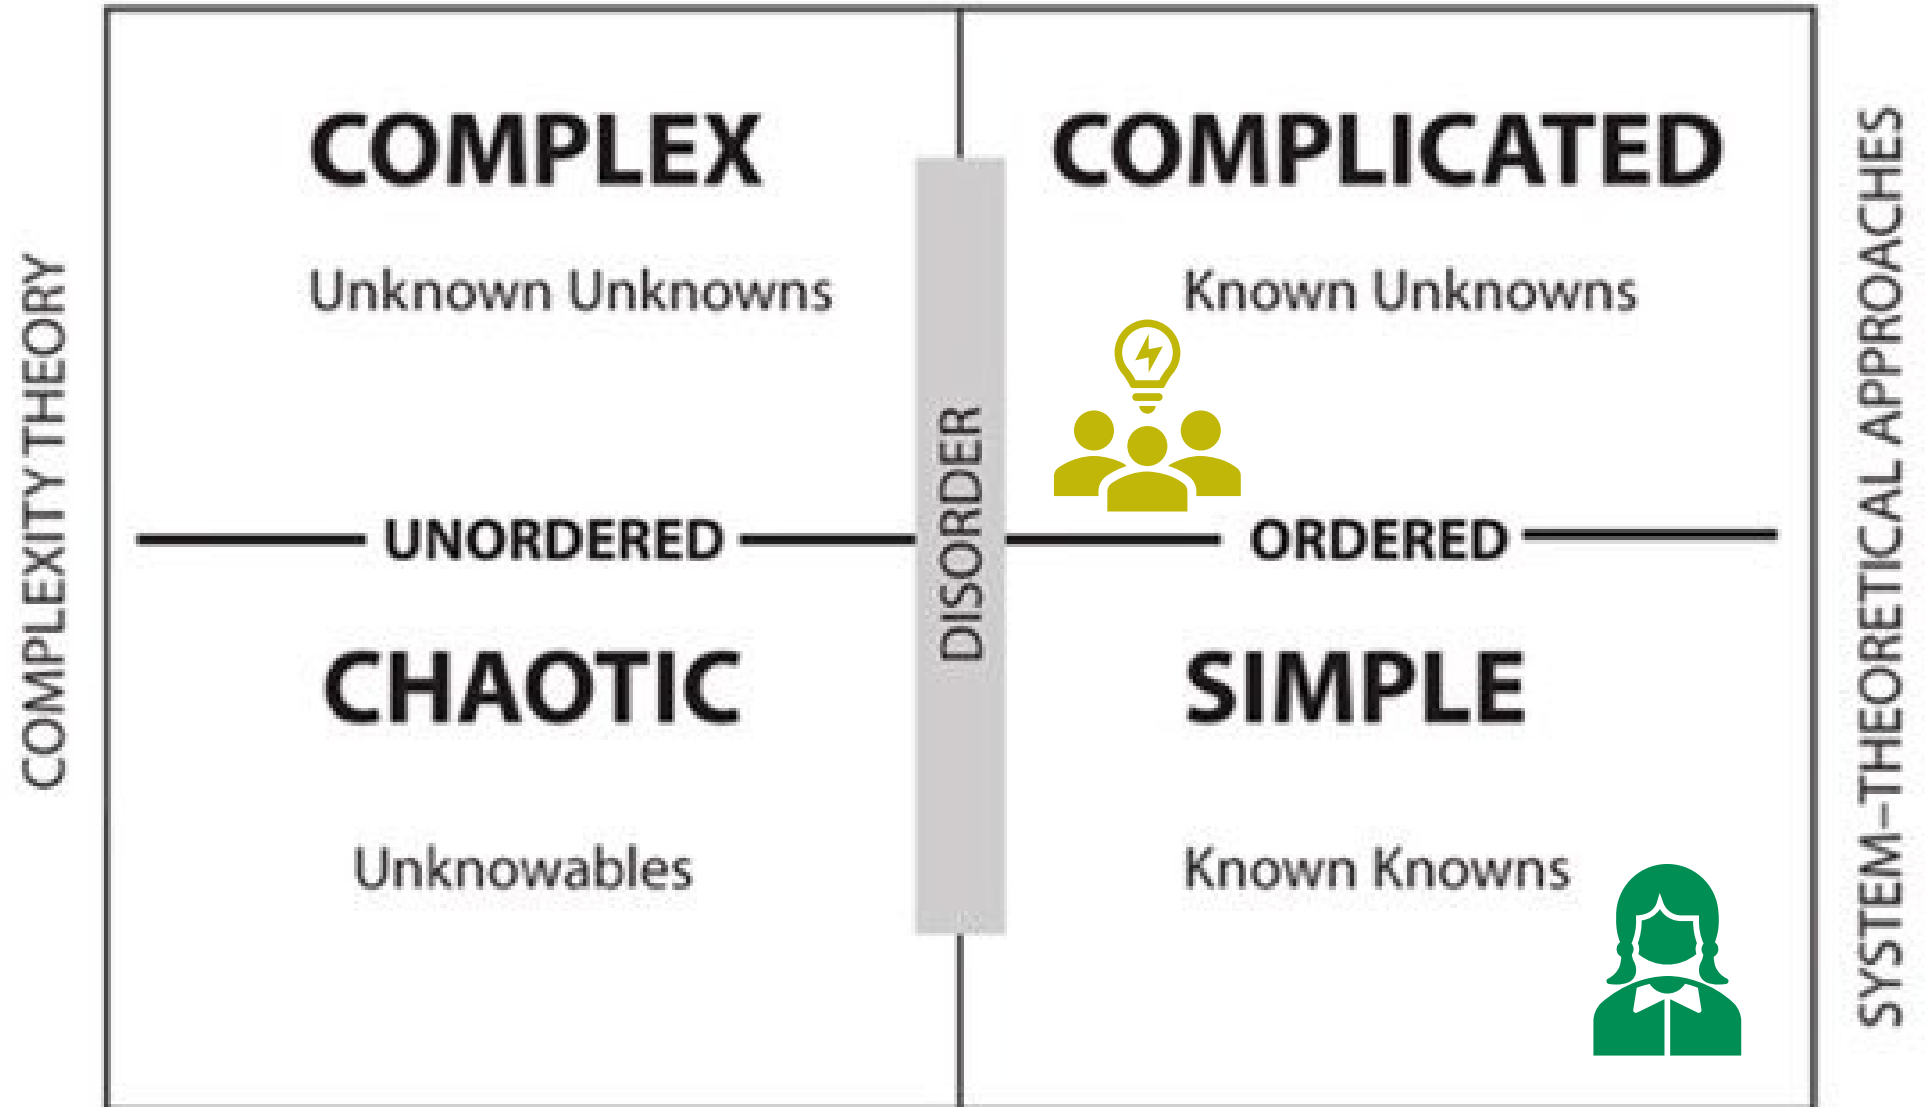 COMPLEXITY THEORY
COMPLEX
Unknown Unknowns
COMPLICATED
Known Unknowns
DISORDER
UNORDERED
ORDERED
CHAOTIC
Unknowables
SIMPLE
Known Knowns
SYSTEM–THEORETICAL APPROACHES